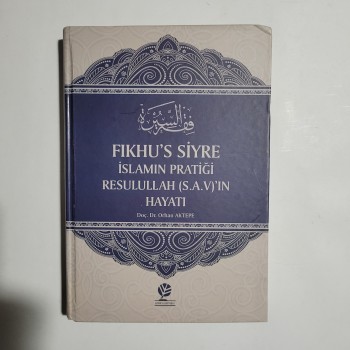 فقه السيرة
FIKHU'S SİYRE
İSLAMIN PRATİĞİ
RESULULLAH (S.A.V)'IN
HAYATI
Doç. Dr. Orhan AKTEPE